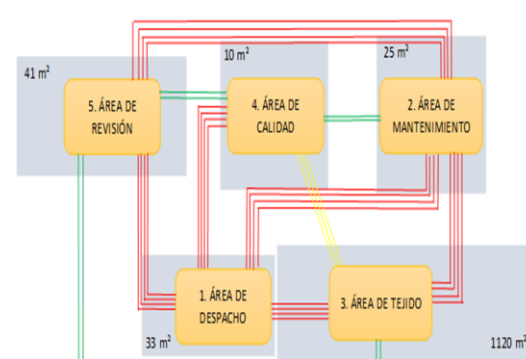 41 m²
10 m²
25 m²
5. ÁREA DE
REVISIÓN
4. ÁREA DE
CALIDAD
2. ÁREA DE
MANTENIMIENTO
1. ÁREA DE
DESPACHO
3. ÁREA DE TEJIDO
33 m²
1120 m²